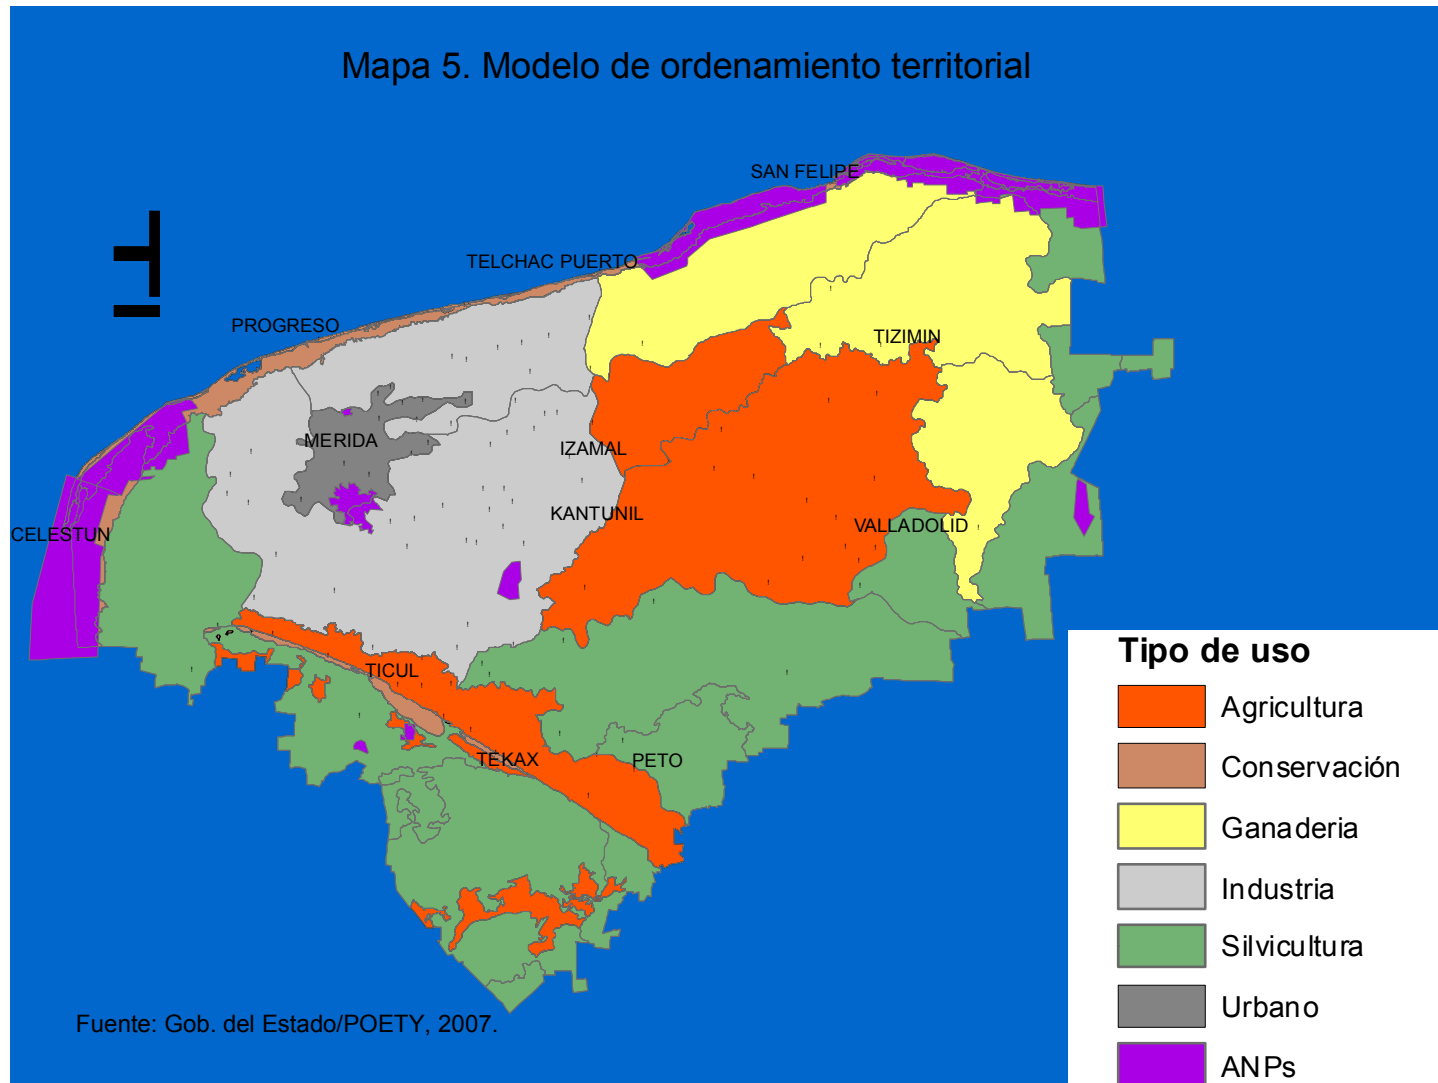 Mapa 5. Modelo de ordenamiento territorial
SAN FELIPE
TELCHAC PUERTO
PROGRESO
TIZIMIN
MERIDA
IZAMAL
KANTUNIL
VALLADOLID
CELESTUN
TICUL
TEKAX
PETO
Tipo de uso
Agricultura
Conservación
Ganaderia
Industria
Silvicultura
Urbano
ANPs
Fuente: Gob. del Estado/POETY, 2007.